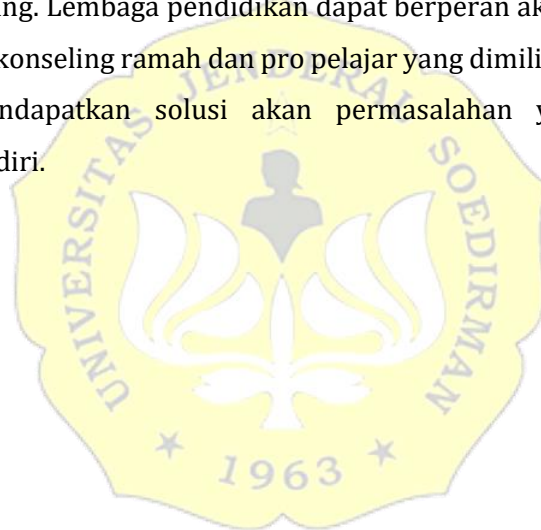 ng. Lembaga pendidikan dapat berperan ak
konseling ramah dan pro pelajar yang dimili
ndapatkan solusi akan permasalahan y
diri.
UNIVERSITAS JENDERAL SOEDIRMAN
1963